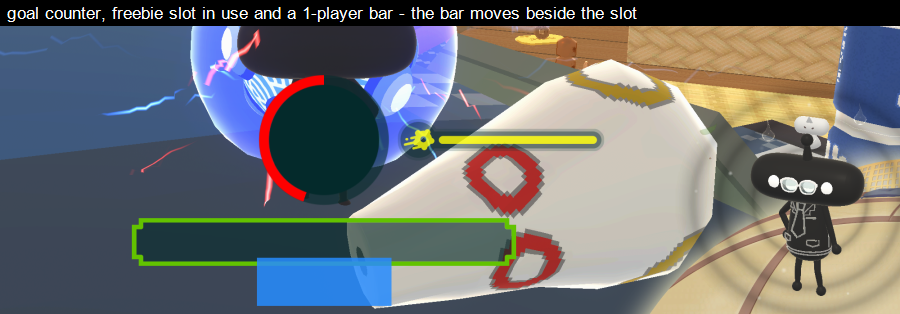 goal counter, freebie slot in use and a 1-player bar - the bar moves beside the slot